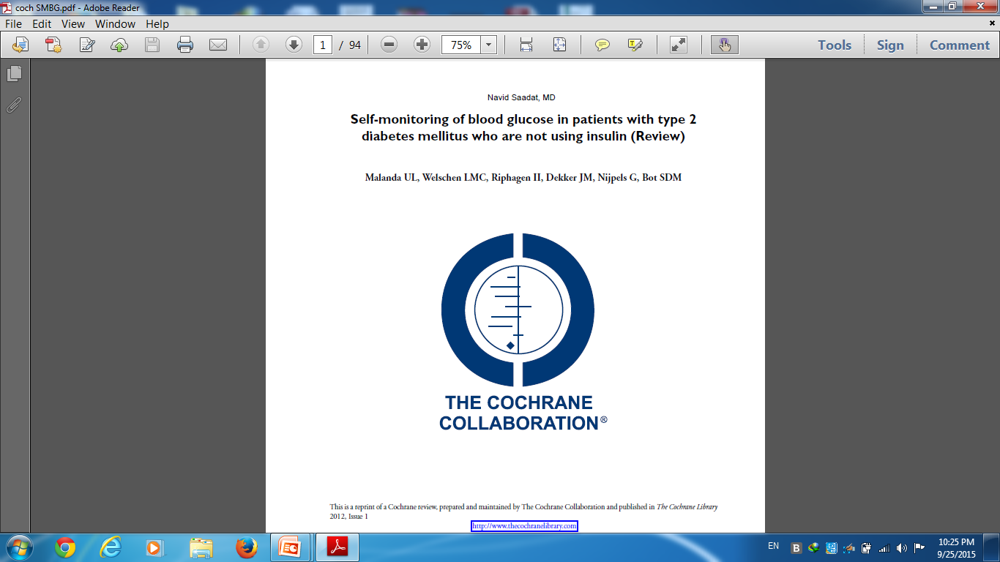 coch SMBG.pdf - Adobe Reader
File Edit View Window Help
1 / 94 75% Tools Sign Comment
Navid Saadat, MD
Self-monitoring of blood glucose in patients with type 2
diabetes mellitus who are not using insulin (Review)
Malanda UL, Welschen LMC, Riphagen II, Dekker JM, Nijpels G, Bot SDM
THE COCHRANE
COLLABORATION®
This is a reprint of a Cochrane review, prepared and maintained by The Cochrane Collaboration and published in The Cochrane Library
2012, Issue 1
http://www.thecochranelibrary.com
EN
10:25 PM
9/25/2015